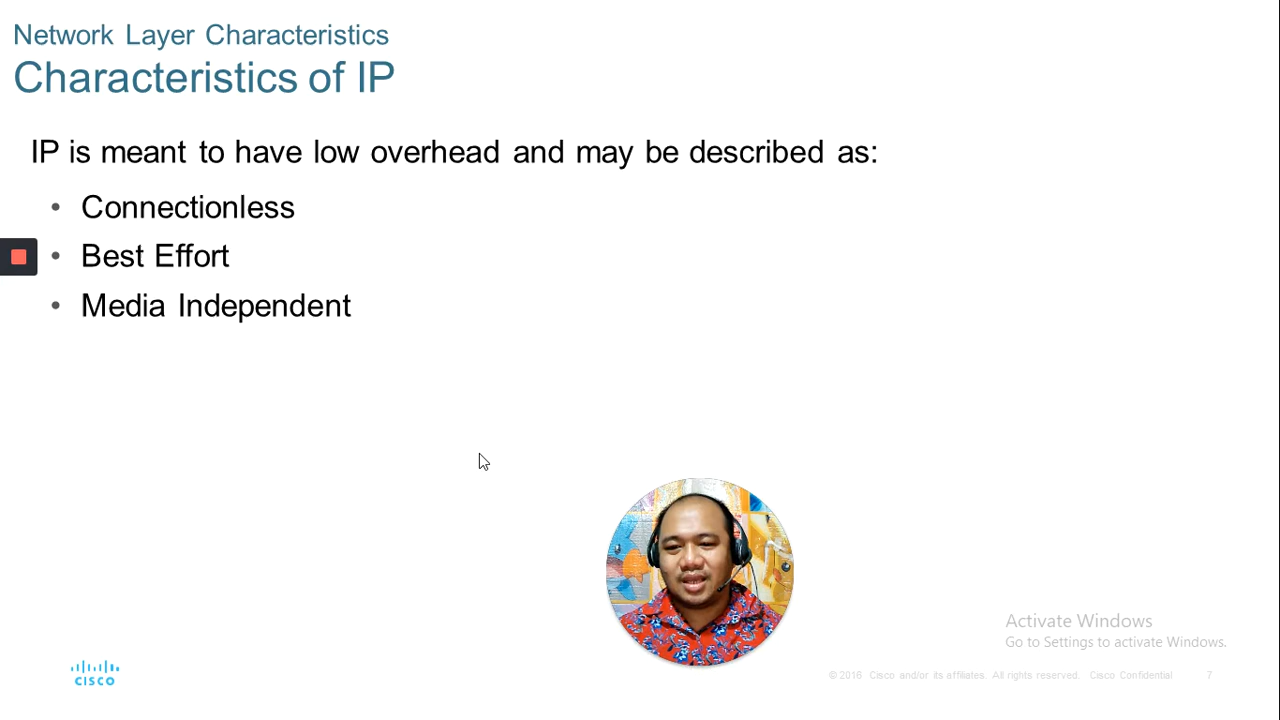 Network Layer Characteristics
Characteristics of IP
IP is meant to have low overhead and may be described as:
• Connectionless
• Best Effort
• Media Independent
Activate Windows
Go to Settings to activate Windows.
CISCO
© 2016 Cisco and/or its affiliates. All rights reserved. Cisco Confidential 7